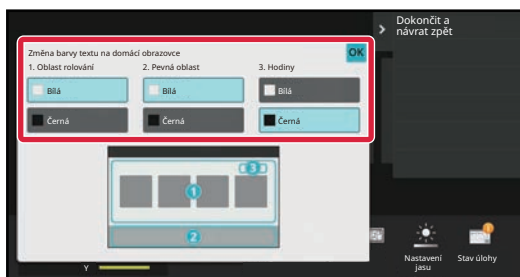 Dokončit a
návrat zpět
Změna barvy textu na domácí obrazovce
OK
1. Oblast rolování
2. Pevná oblast
3. Hodiny
Bílá
Bílá
Bílá
Černá
Černá
Černá
3
1
2
Y
Nastavení
jasu
Stav úlohy